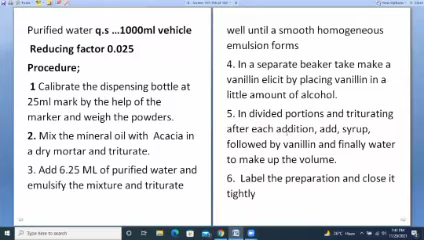 Purified water q.s ...1000ml vehicle
Reducing factor 0.025
Procedure;
1 Calibrate the dispensing bottle at
25ml mark by the help of the
marker and weigh the powders.
2. Mix the mineral oil with Acacia in
a dry mortar and triturate.
3. Add 6.25 ML of purified water and
emulsify the mixture and triturate
well until a smooth homogeneous
emulsion forms
4. In a separate beaker take make a
vanillin elicit by placing vanillin in a
little amount of alcohol.
5. In divided portions and triturating
after each addition, add, syrup,
followed by vanillin and finally water
to make up the volume.
6. Label the preparation and close it
tightly
Type here to search